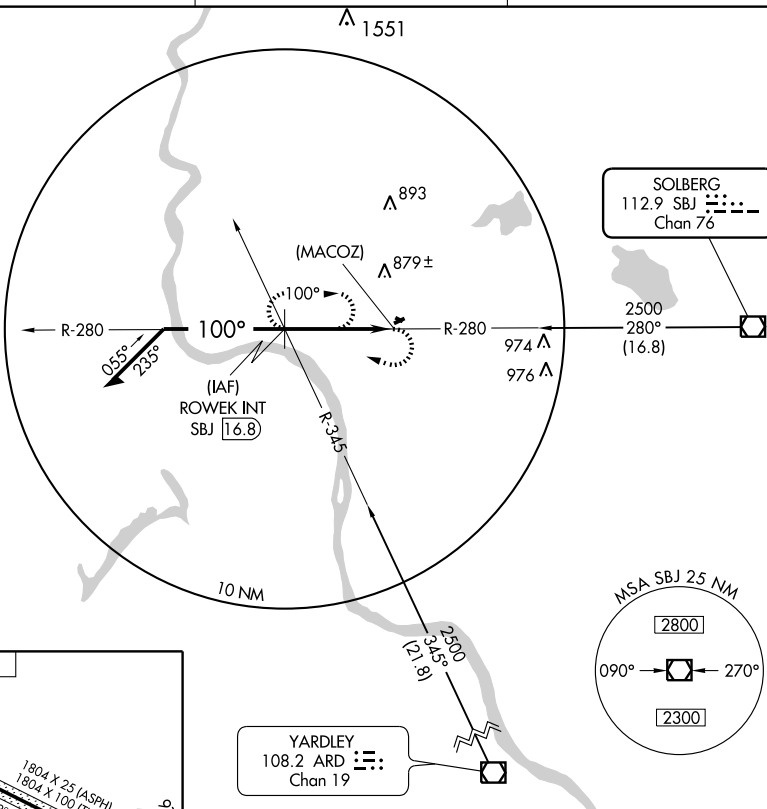 1551
893
(MACOZ)
879±
SOLBERG
112.9 SBJ
Chan 76
100°
R-280
100°
R-280
2500
280°
(16.8)
974
976
055°
235°
(IAF)
ROWEK INT
SBJ 16.8
R-345
10 NM
2500
345°
(21.8)
MSA SBJ 25 NM
2800
090°
270°
2300
YARDLEY
108.2 ARD
Chan 19
1804 X 25 (ASPH)